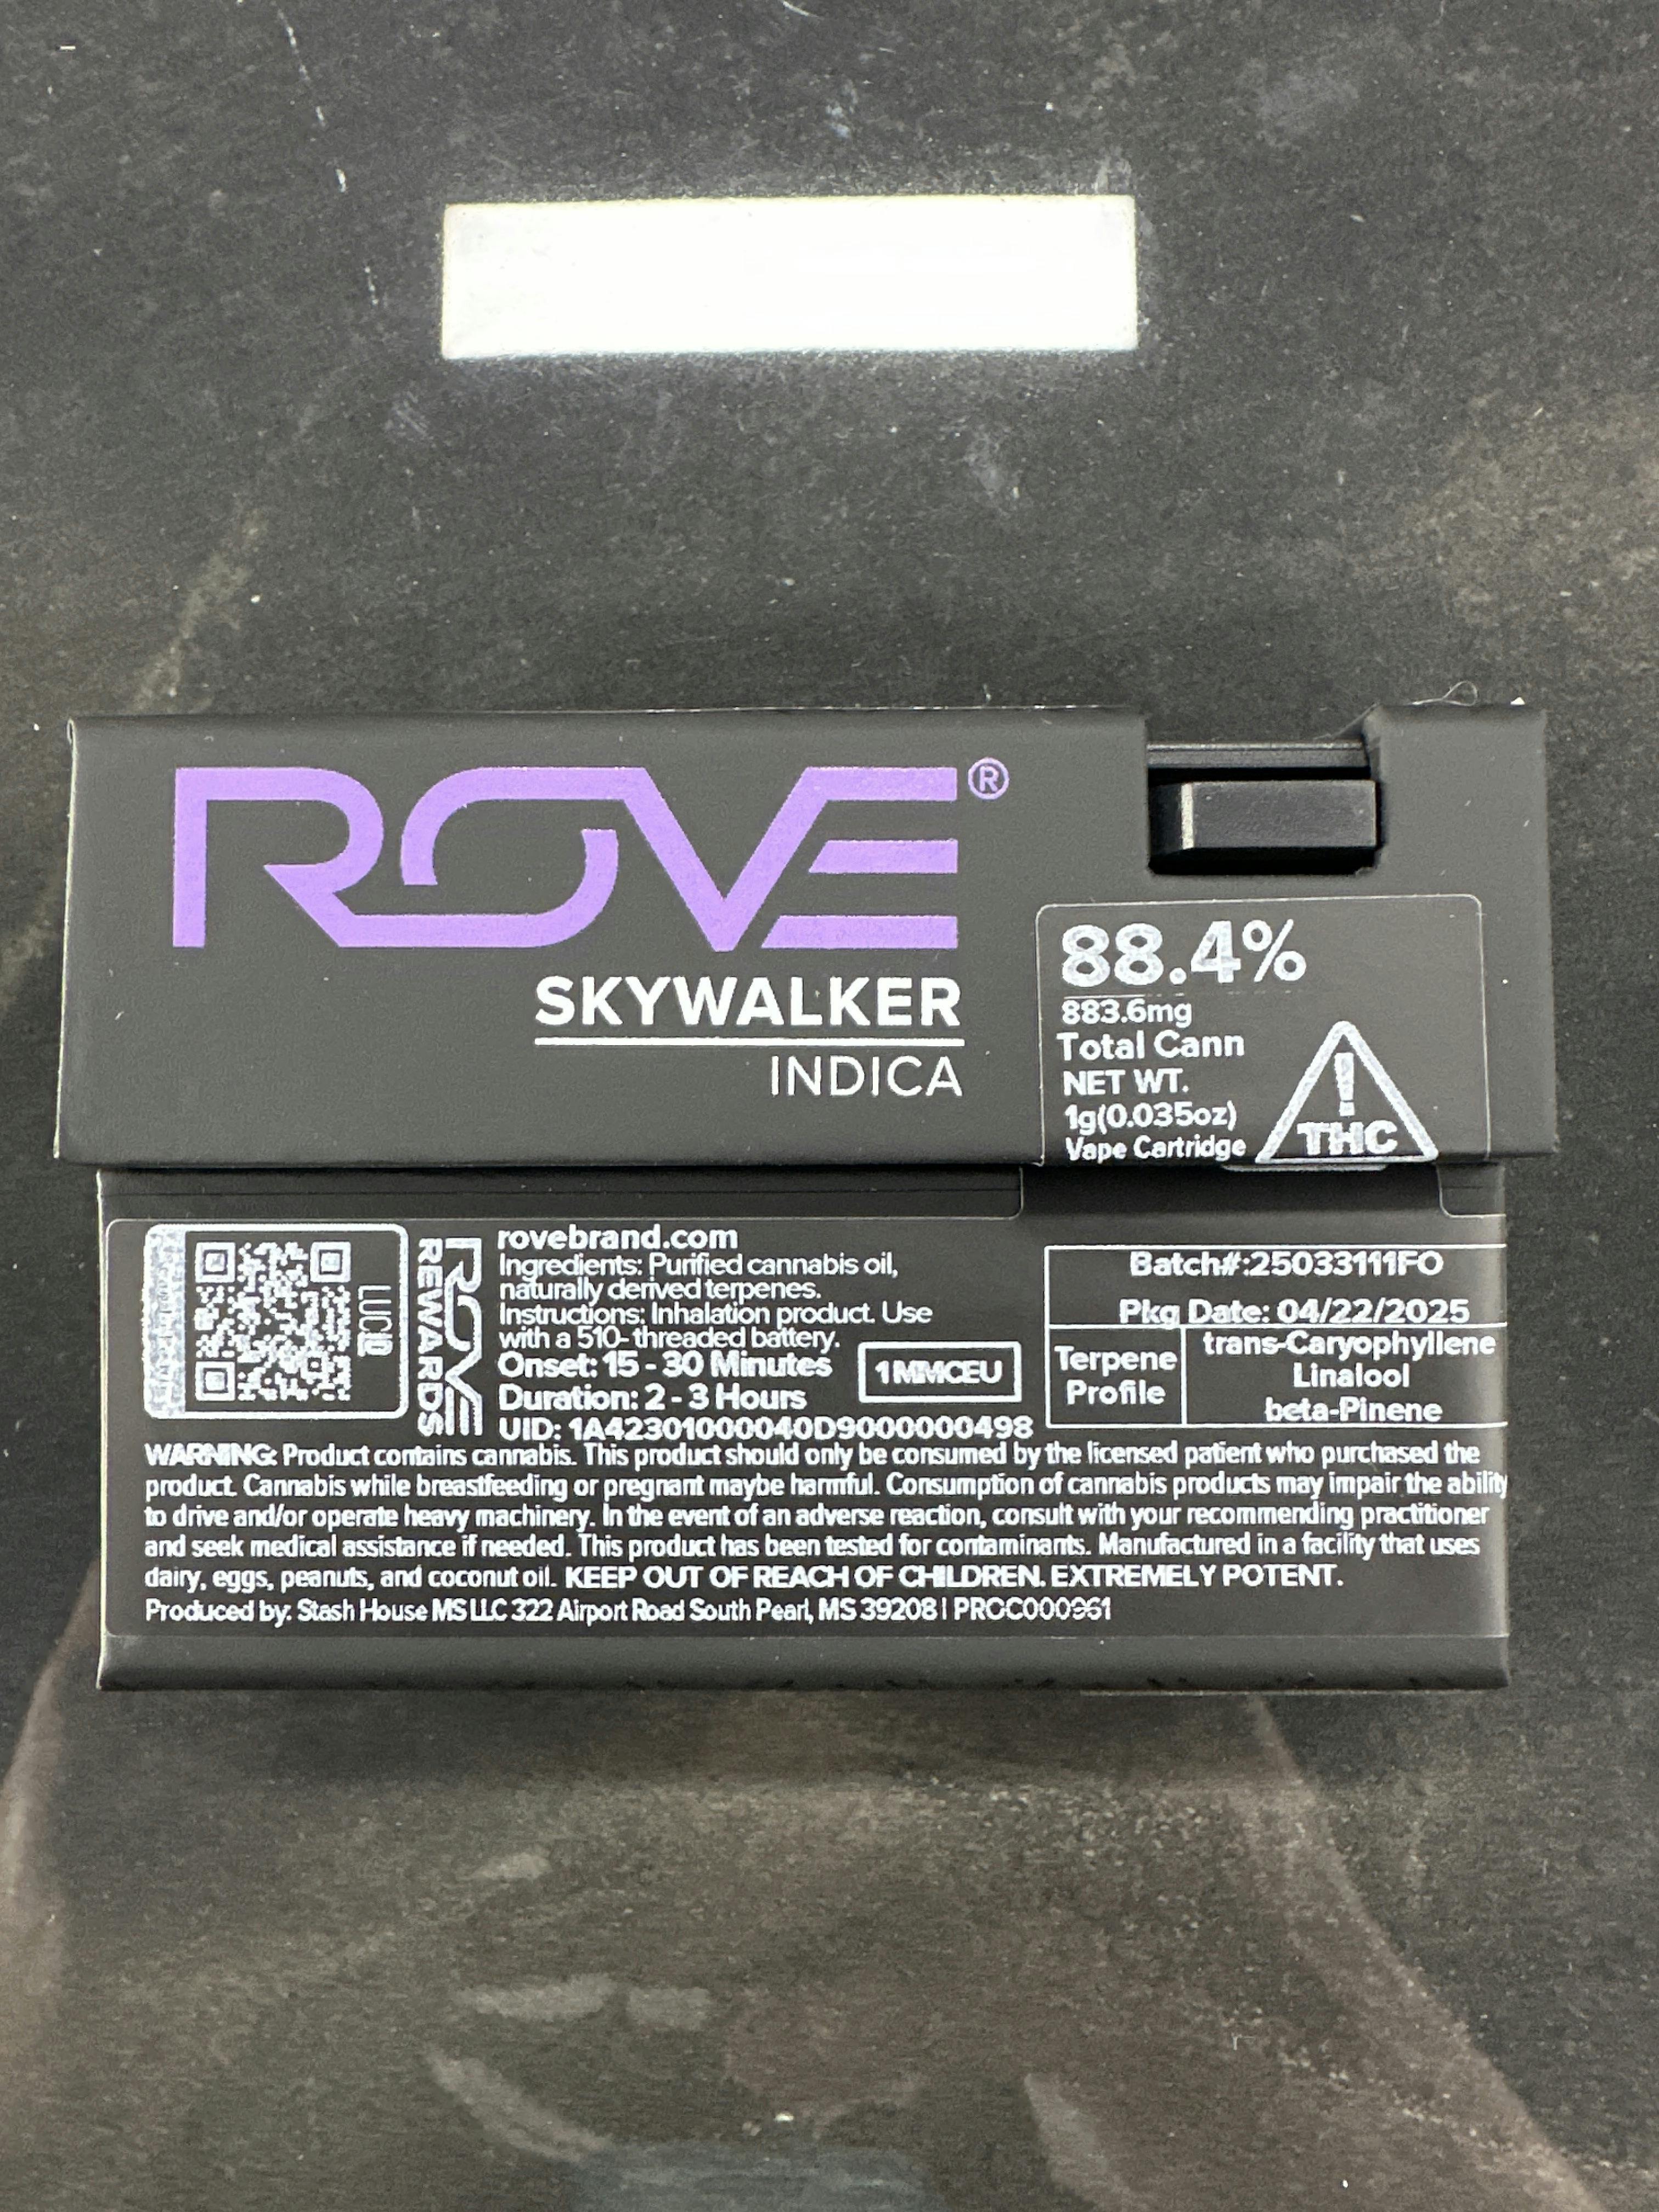 ROVE®
SKYWALKER
INDICA
88.4%
883.6mg
Total Cann
NET WT.
1g(0.035oz)
Vape Cartridge
!
THC
LUCID
ROVE
REWARDS
rovebrand.com
Ingredients: Purified cannabis oil,
naturally derived terpenes.
Instructions: Inhalation product. Use
with a 510-threaded battery.
Onset: 15 - 30 Minutes
Duration: 2 - 3 Hours
1MMCEU
UID: 1A42301000040D9000000498
Batch#:25033111FO
Pkg Date: 04/22/2025
Terpene
Profile
trans-Caryophyllene
Linalool
beta-Pinene
WARNING: Product contains cannabis. This product should only be consumed by the licensed patient who purchased the
product. Cannabis while breastfeeding or pregnant maybe harmful. Consumption of cannabis products may impair the ability
to drive and/or operate heavy machinery. In the event of an adverse reaction, consult with your recommending practitioner
and seek medical assistance if needed. This product has been tested for contaminants. Manufactured in a facility that uses
dairy, eggs, peanuts, and coconut oil. KEEP OUT OF REACH OF CHILDREN. EXTREMELY POTENT.
Produced by: Stash House MS LLC 322 Airport Road South Pearl, MS 39208 | PROC000961